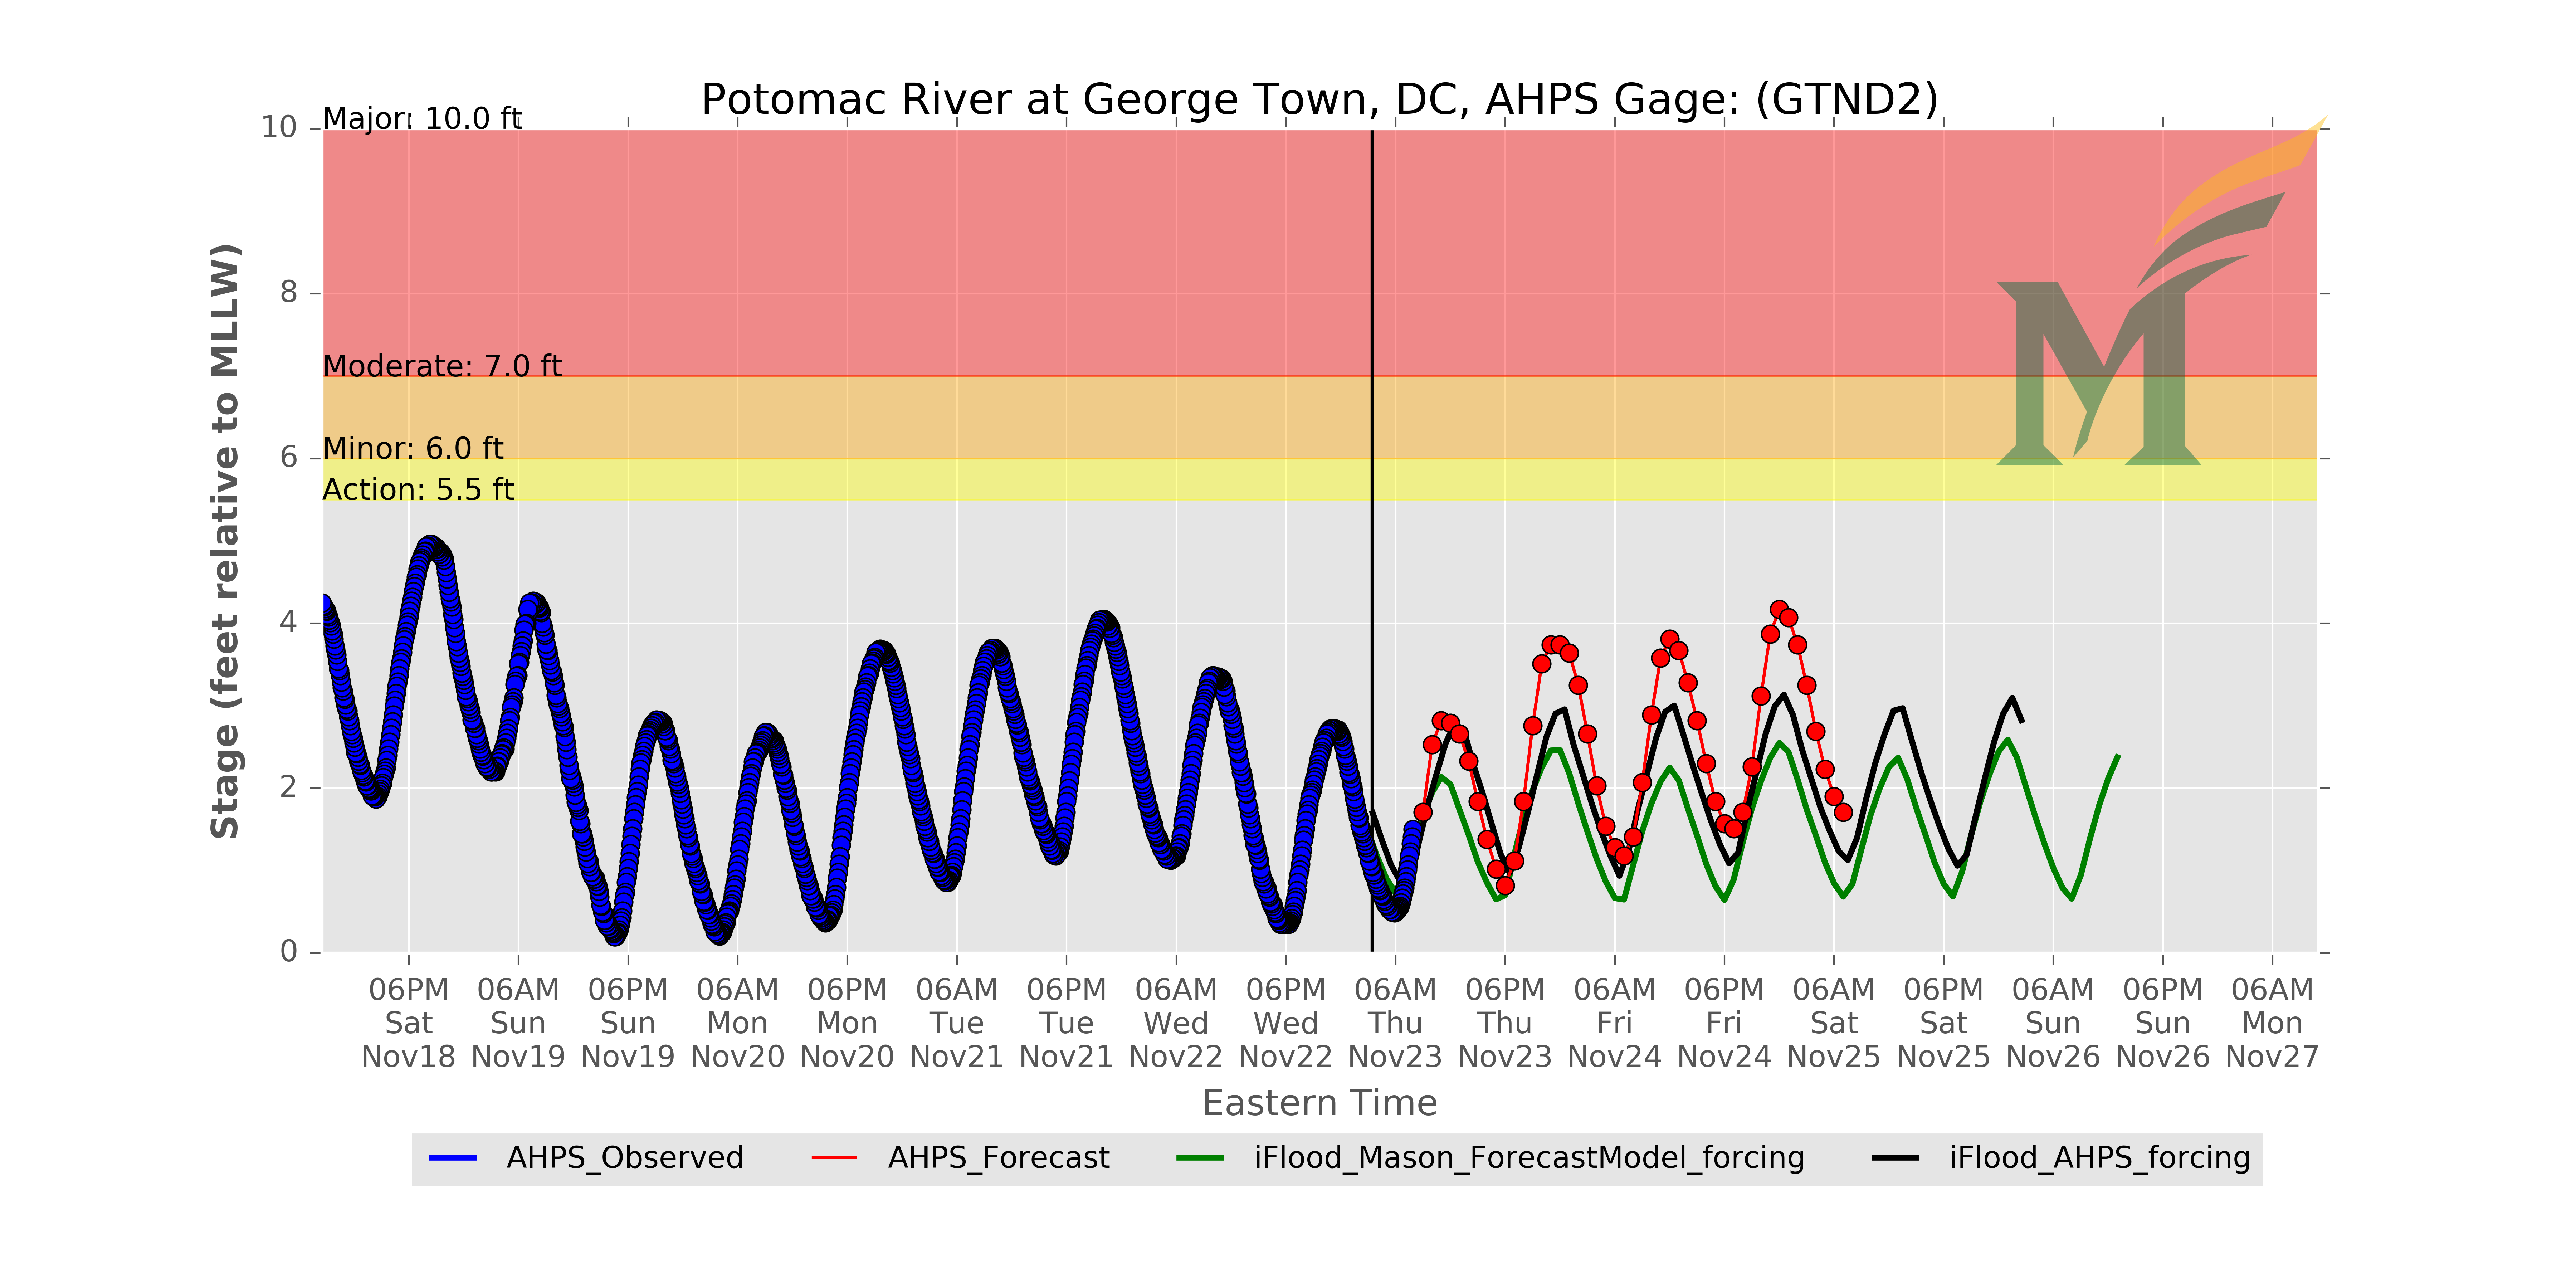 Potomac River at George Town, DC, AHPS Gage: (GTND2)
Major: 10.0 ft
Moderate: 7.0 ft
Minor: 6.0 ft
Action: 5.5 ft
10
8
6
4
2
0
Stage (feet relative to MLLW)
06PM 06AM 06PM 06AM 06PM 06AM 06PM 06AM 06PM 06AM 06PM 06AM 06PM 06AM 06PM 06AM 06PM 06AM
Sat Sun Sun Mon Mon Tue Tue Wed Wed Thu Thu Fri Fri Sat Sat Sun Sun Mon
Nov18 Nov19 Nov19 Nov20 Nov20 Nov21 Nov21 Nov22 Nov22 Nov23 Nov23 Nov24 Nov24 Nov25 Nov25 Nov26 Nov26 Nov27
Eastern Time
AHPS_Observed AHPS_Forecast iFlood_Mason_ForecastModel_forcing iFlood_AHPS_forcing
M